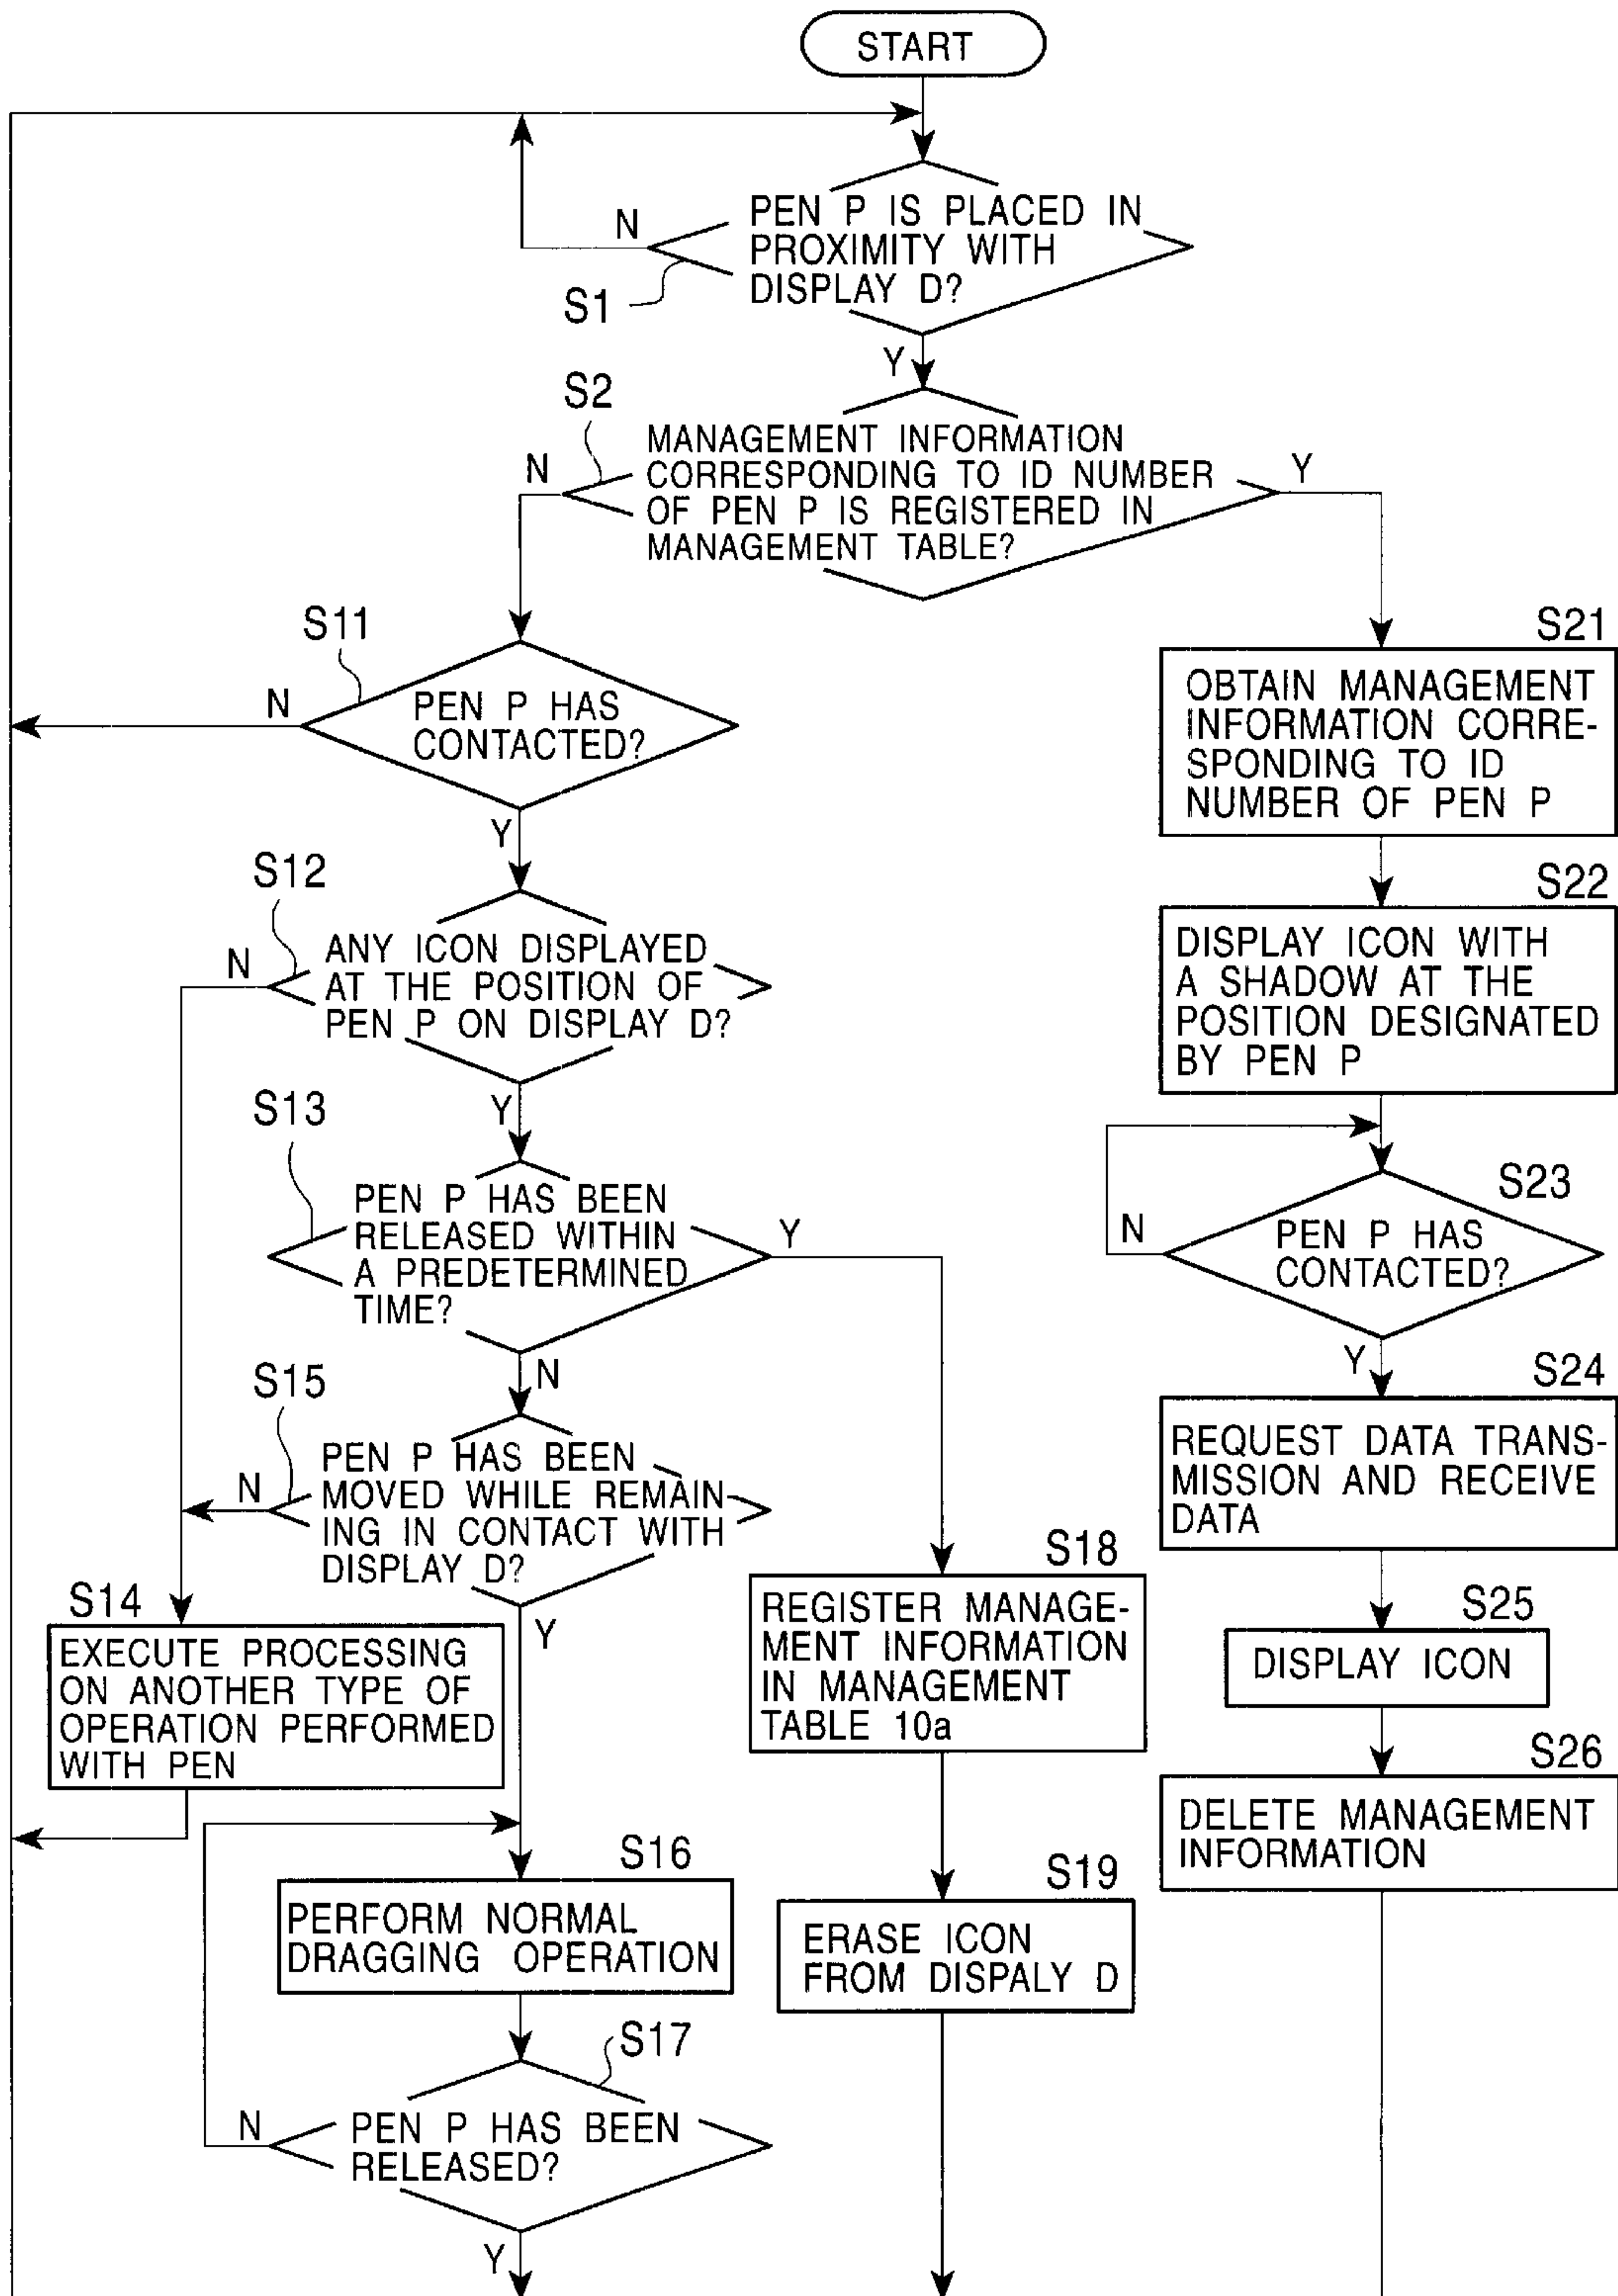 START
N
PEN P IS PLACED IN
PROXIMITY WITH
DISPLAY D?
S1
Y
S2
N
MANAGEMENT INFORMATION
CORRESPONDING TO ID NUMBER
OF PEN P IS REGISTERED IN
MANAGEMENT TABLE?
Y
S11
N
PEN P HAS
CONTACTED?
Y
S12
N
ANY ICON DISPLAYED
AT THE POSITION OF
PEN P ON DISPLAY D?
Y
S13
PEN P HAS BEEN
RELEASED WITHIN
A PREDETERMINED
TIME?
Y
N
S15
N
PEN P HAS BEEN
MOVED WHILE REMAIN-
ING IN CONTACT WITH
DISPLAY D?
Y
S14
EXECUTE PROCESSING
ON ANOTHER TYPE OF
OPERATION PERFORMED
WITH PEN
S16
PERFORM NORMAL
DRAGGING OPERATION
S17
N
PEN P HAS BEEN
RELEASED?
Y
S18
REGISTER MANAGE-
MENT INFORMATION
IN MANAGEMENT
TABLE 10a
S19
ERASE ICON
FROM DISPALY D
S21
OBTAIN MANAGEMENT
INFORMATION CORRE-
SPONDING TO ID
NUMBER OF PEN P
S22
DISPLAY ICON WITH
A SHADOW AT THE
POSITION DESIGNATED
BY PEN P
S23
N
PEN P HAS
CONTACTED?
Y
S24
REQUEST DATA TRANS-
MISSION AND RECEIVE
DATA
S25
DISPLAY ICON
S26
DELETE MANAGEMENT
INFORMATION